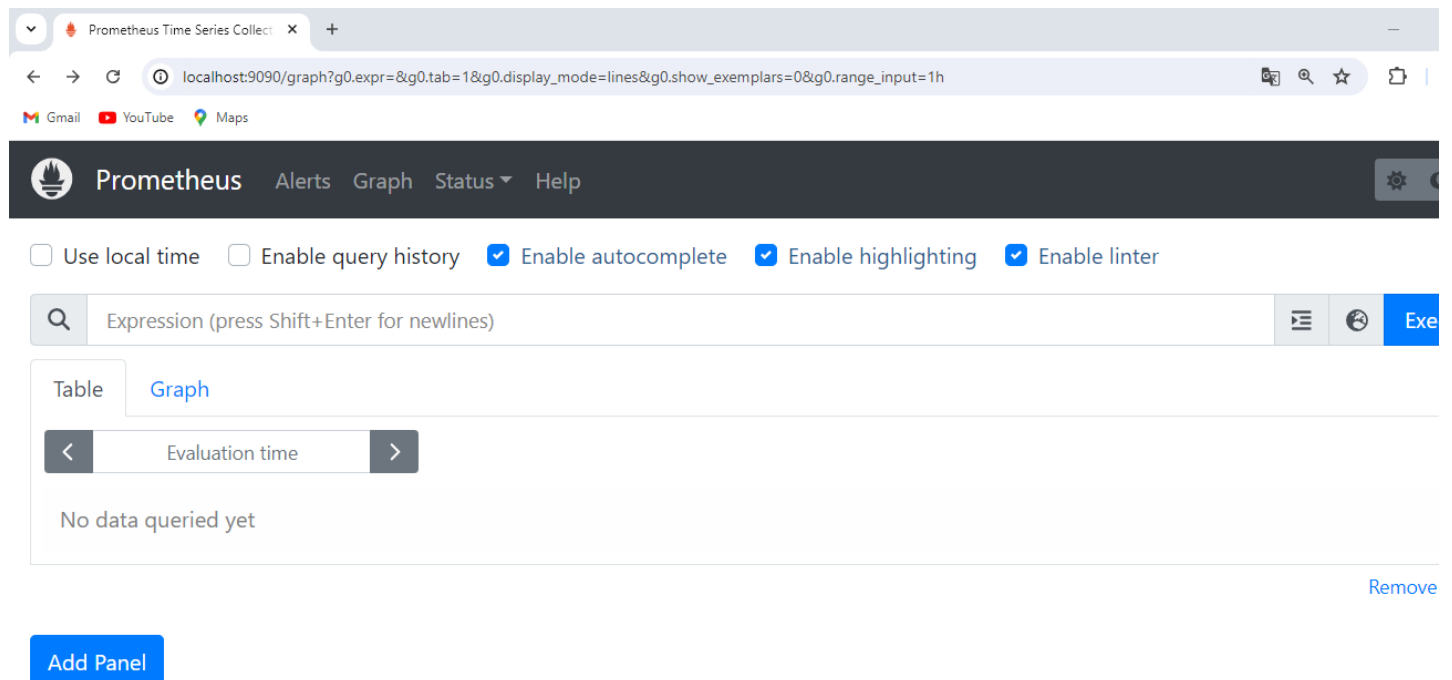 Prometheus Time Series Collect
localhost:9090/graph?g0.expr=&g0.tab=1&g0.display_mode=lines&g0.show_exemplars=0&g0.range_input=1h
Gmail YouTube Maps
Prometheus Alerts Graph Status Help
Use local time Enable query history Enable autocomplete Enable highlighting Enable linter
Expression (press Shift+Enter for newlines) Exe
Table Graph
Evaluation time
No data queried yet
Remove
Add Panel